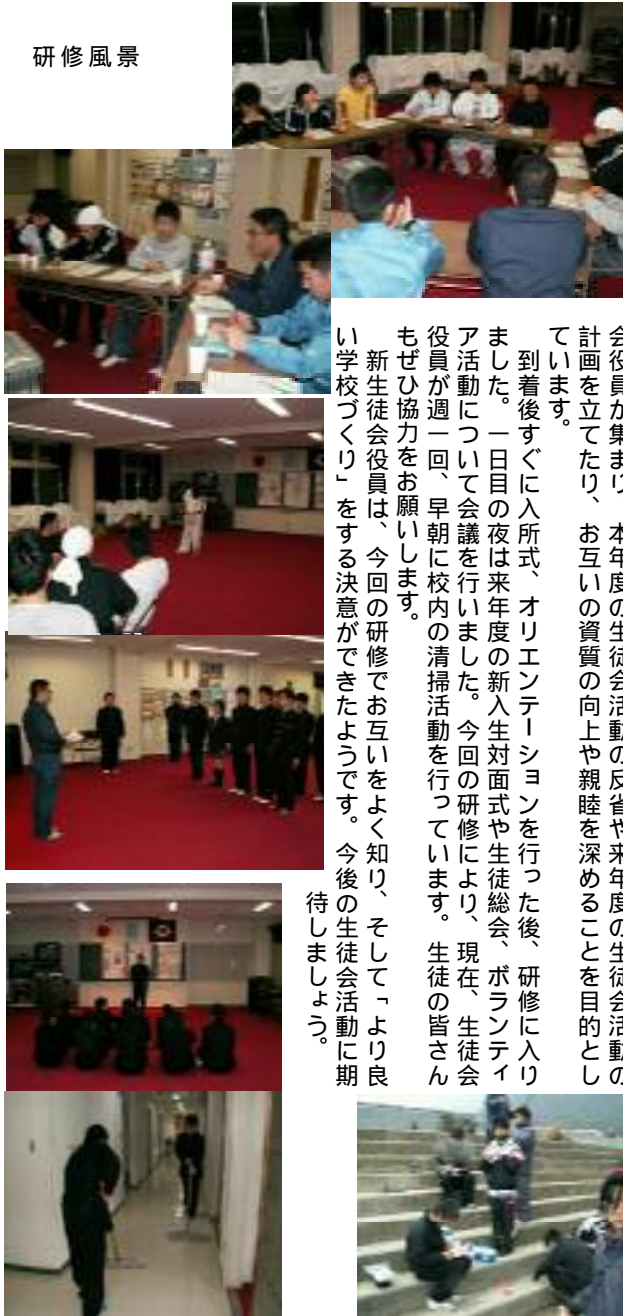 研修風景
会役員が集まり、本年度の生徒会活動の反省や来年度の生徒会活動の
計画を立てたり、お互いの資質の向上や親睦を深めることを目的とし
ています。
到着後すぐに入所式、オリエンテーションを行った後、研修に入り
ました。一日目の夜は来年度の新入生対面式や生徒総会、ボランティ
ア活動について会議を行いました。今回の研修により、現在、生徒会
役員が週一回、早朝に校内の清掃活動を行っています。生徒の皆さん
もぜひ協力をお願いします。
新生徒会役員は、今回の研修でお互いをよく知り、そして「より良
い学校づくり」をする決意ができたようです。今後の生徒会活動に期
待しましょう。